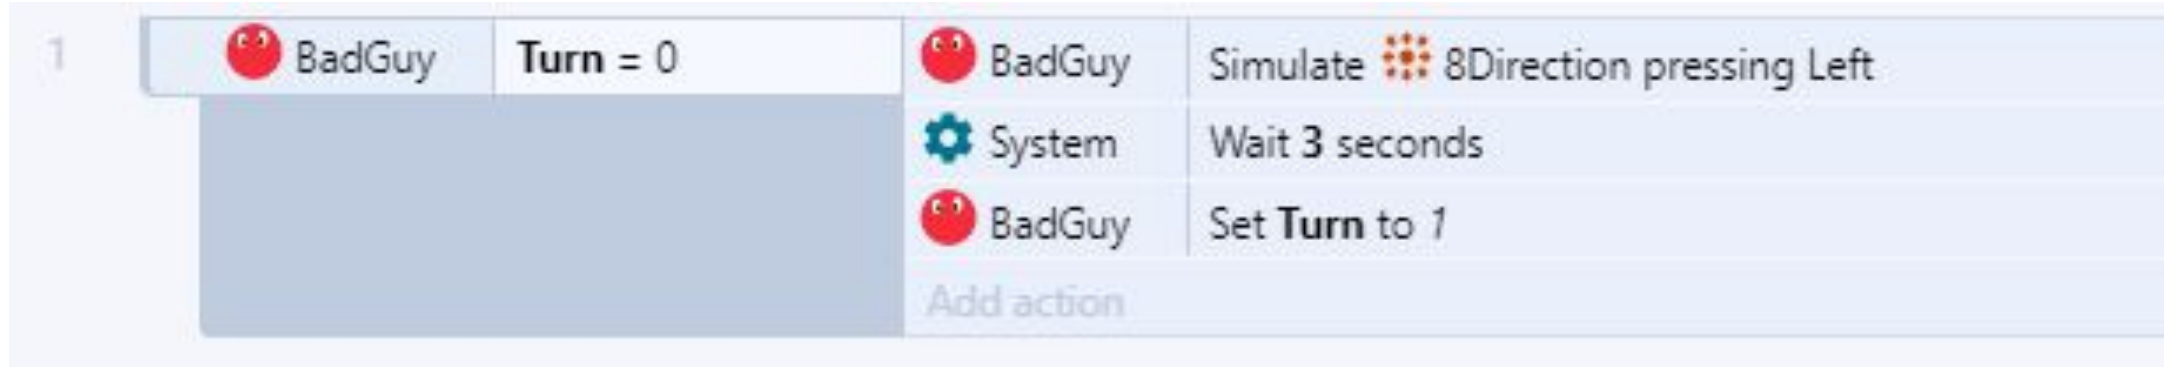 1 BadGuy Turn = 0 BadGuy Simulate 8Direction pressing Left
System Wait 3 seconds
BadGuy Set Turn to 1
Add action